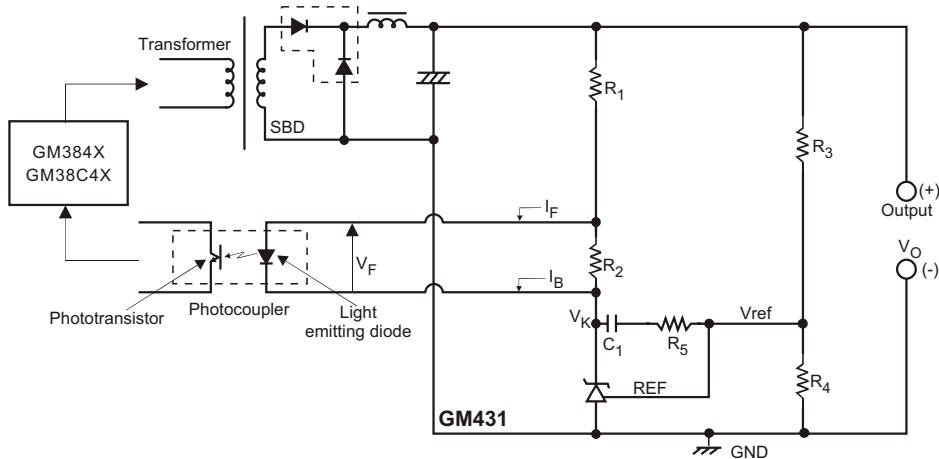 Transformer
SBD
GM384X
GM38C4X
R1
R3
(+)
Output
VO
(-)
IF
VF
R2
IB
Phototransistor
Photocoupler
Light
emitting diode
VK
C1
R5
Vref
R4
REF
GM431
GND